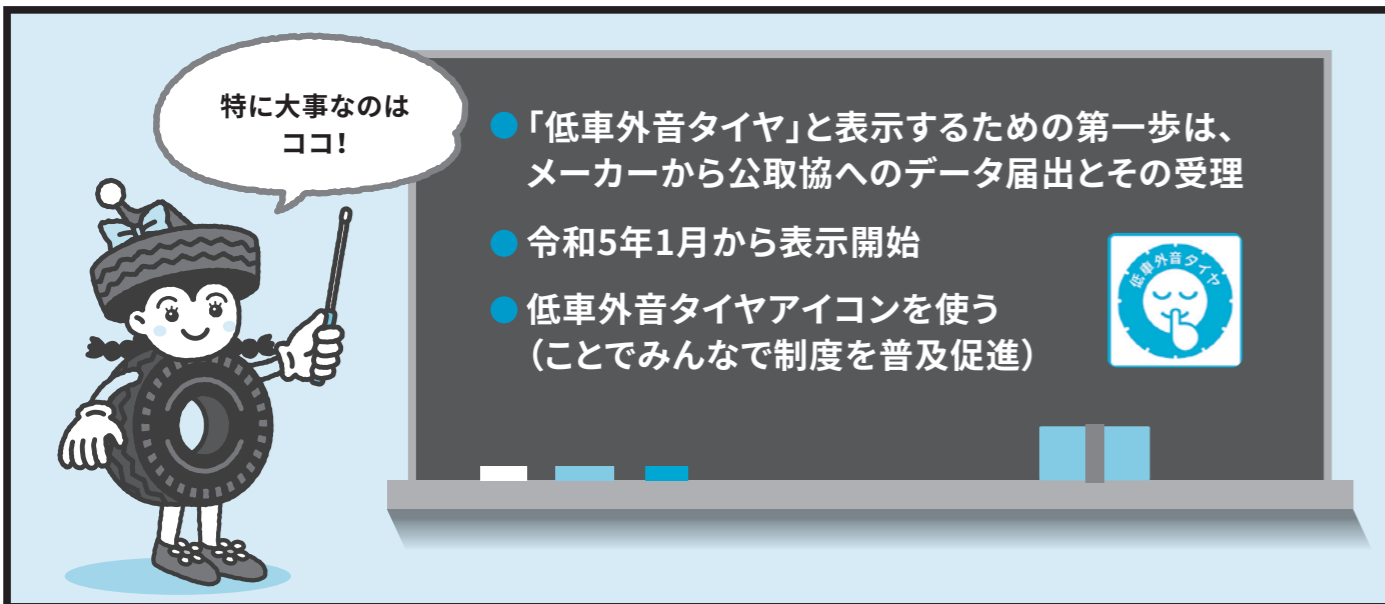 特に大事なのは
ココ!
●「低車外音タイヤ」と表示するための第一歩は、
メーカーから公取協へのデータ届出とその受理
●令和5年1月から表示開始
●低車外音タイヤアイコンを使う
(ことでみんなで制度を普及促進)
低車外音タイヤ